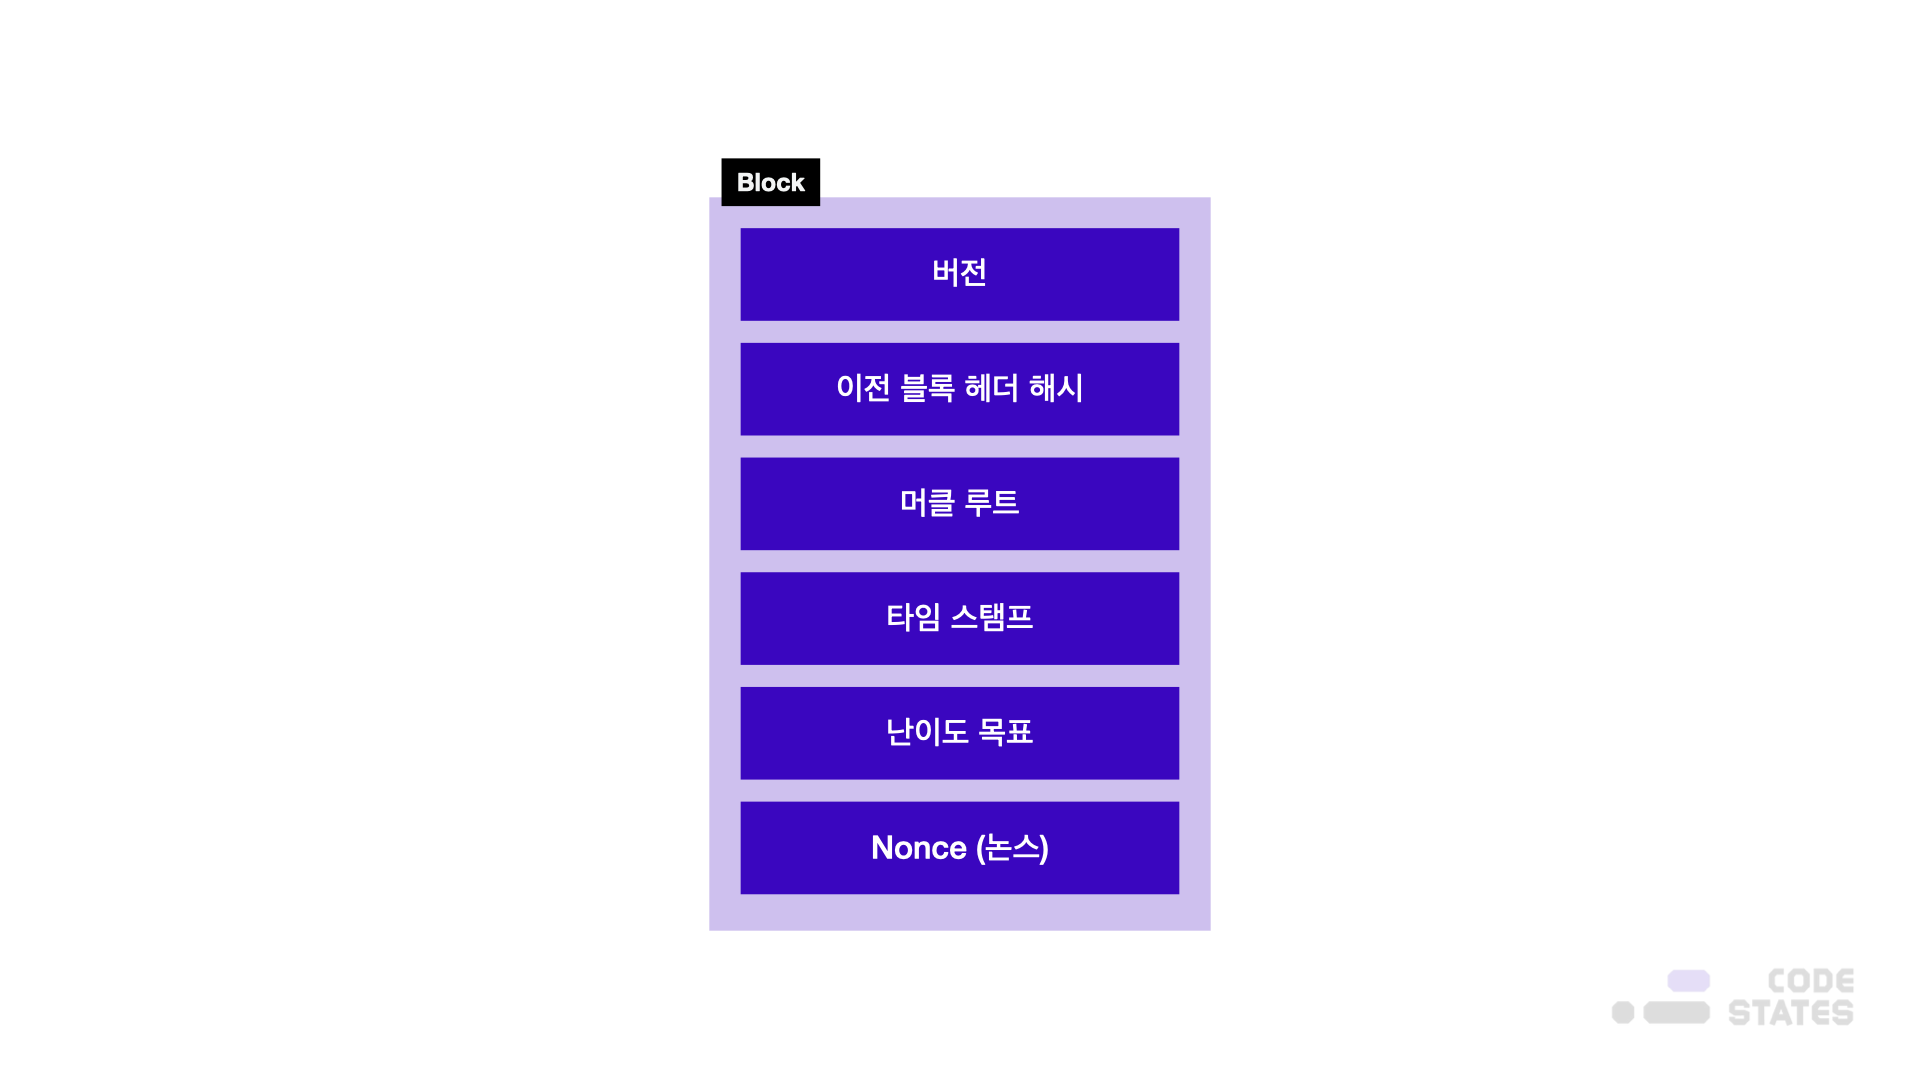 Block
버전
이전 블록 헤더 해시
머클 루트
타임 스탬프
난이도 목표
Nonce (논스)
CODE
STATES